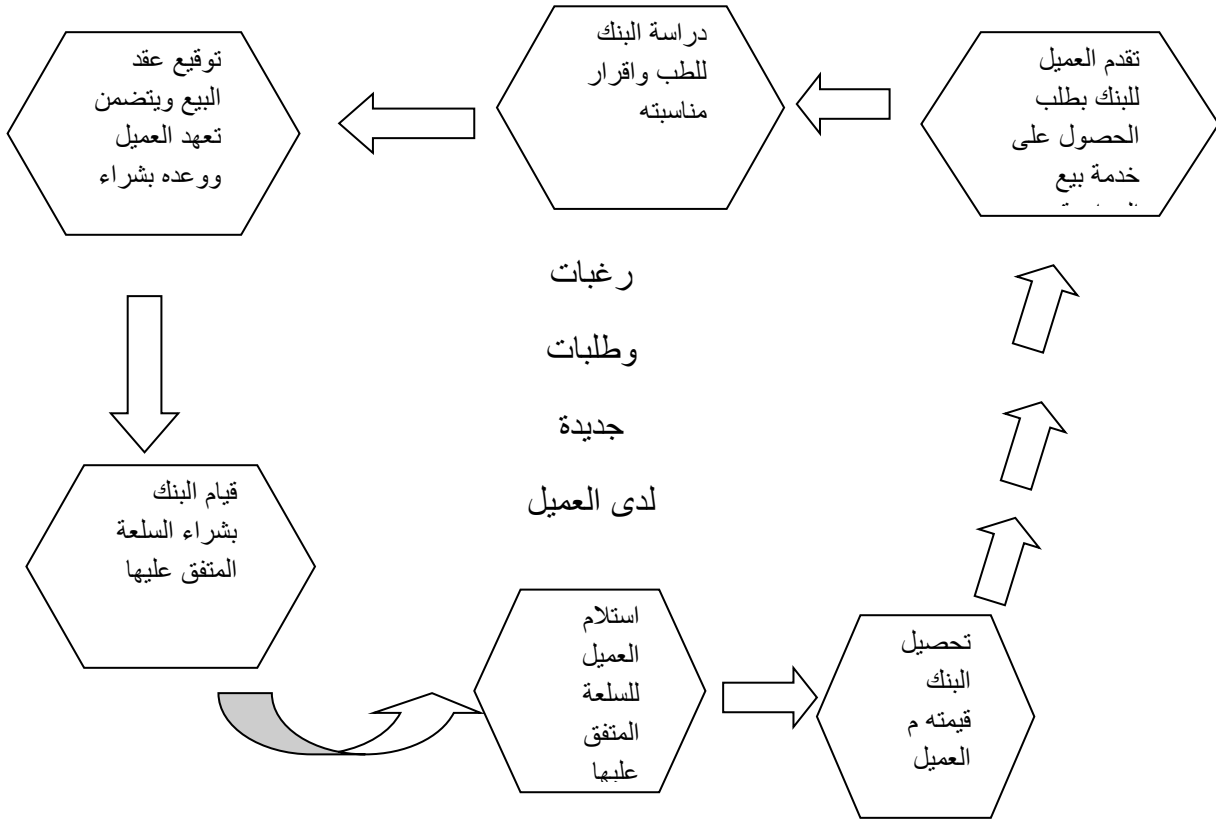 تقدم العميل
للبنك بطلب
الحصول على
خدمة بيع
دراسة البنك
للطب واقرار
مناسبته
توقيع عقد
البيع ويتضمن
تعهد العميل
ووعده بشراء
قيام البنك
بشراء السلعة
المتفق عليها
استلام
العميل
للسلعة
المتفق
عليها
تحصيل
البنك
قيمته م
العميل
رغبات
وطلبات
جديدة
لدى العميل